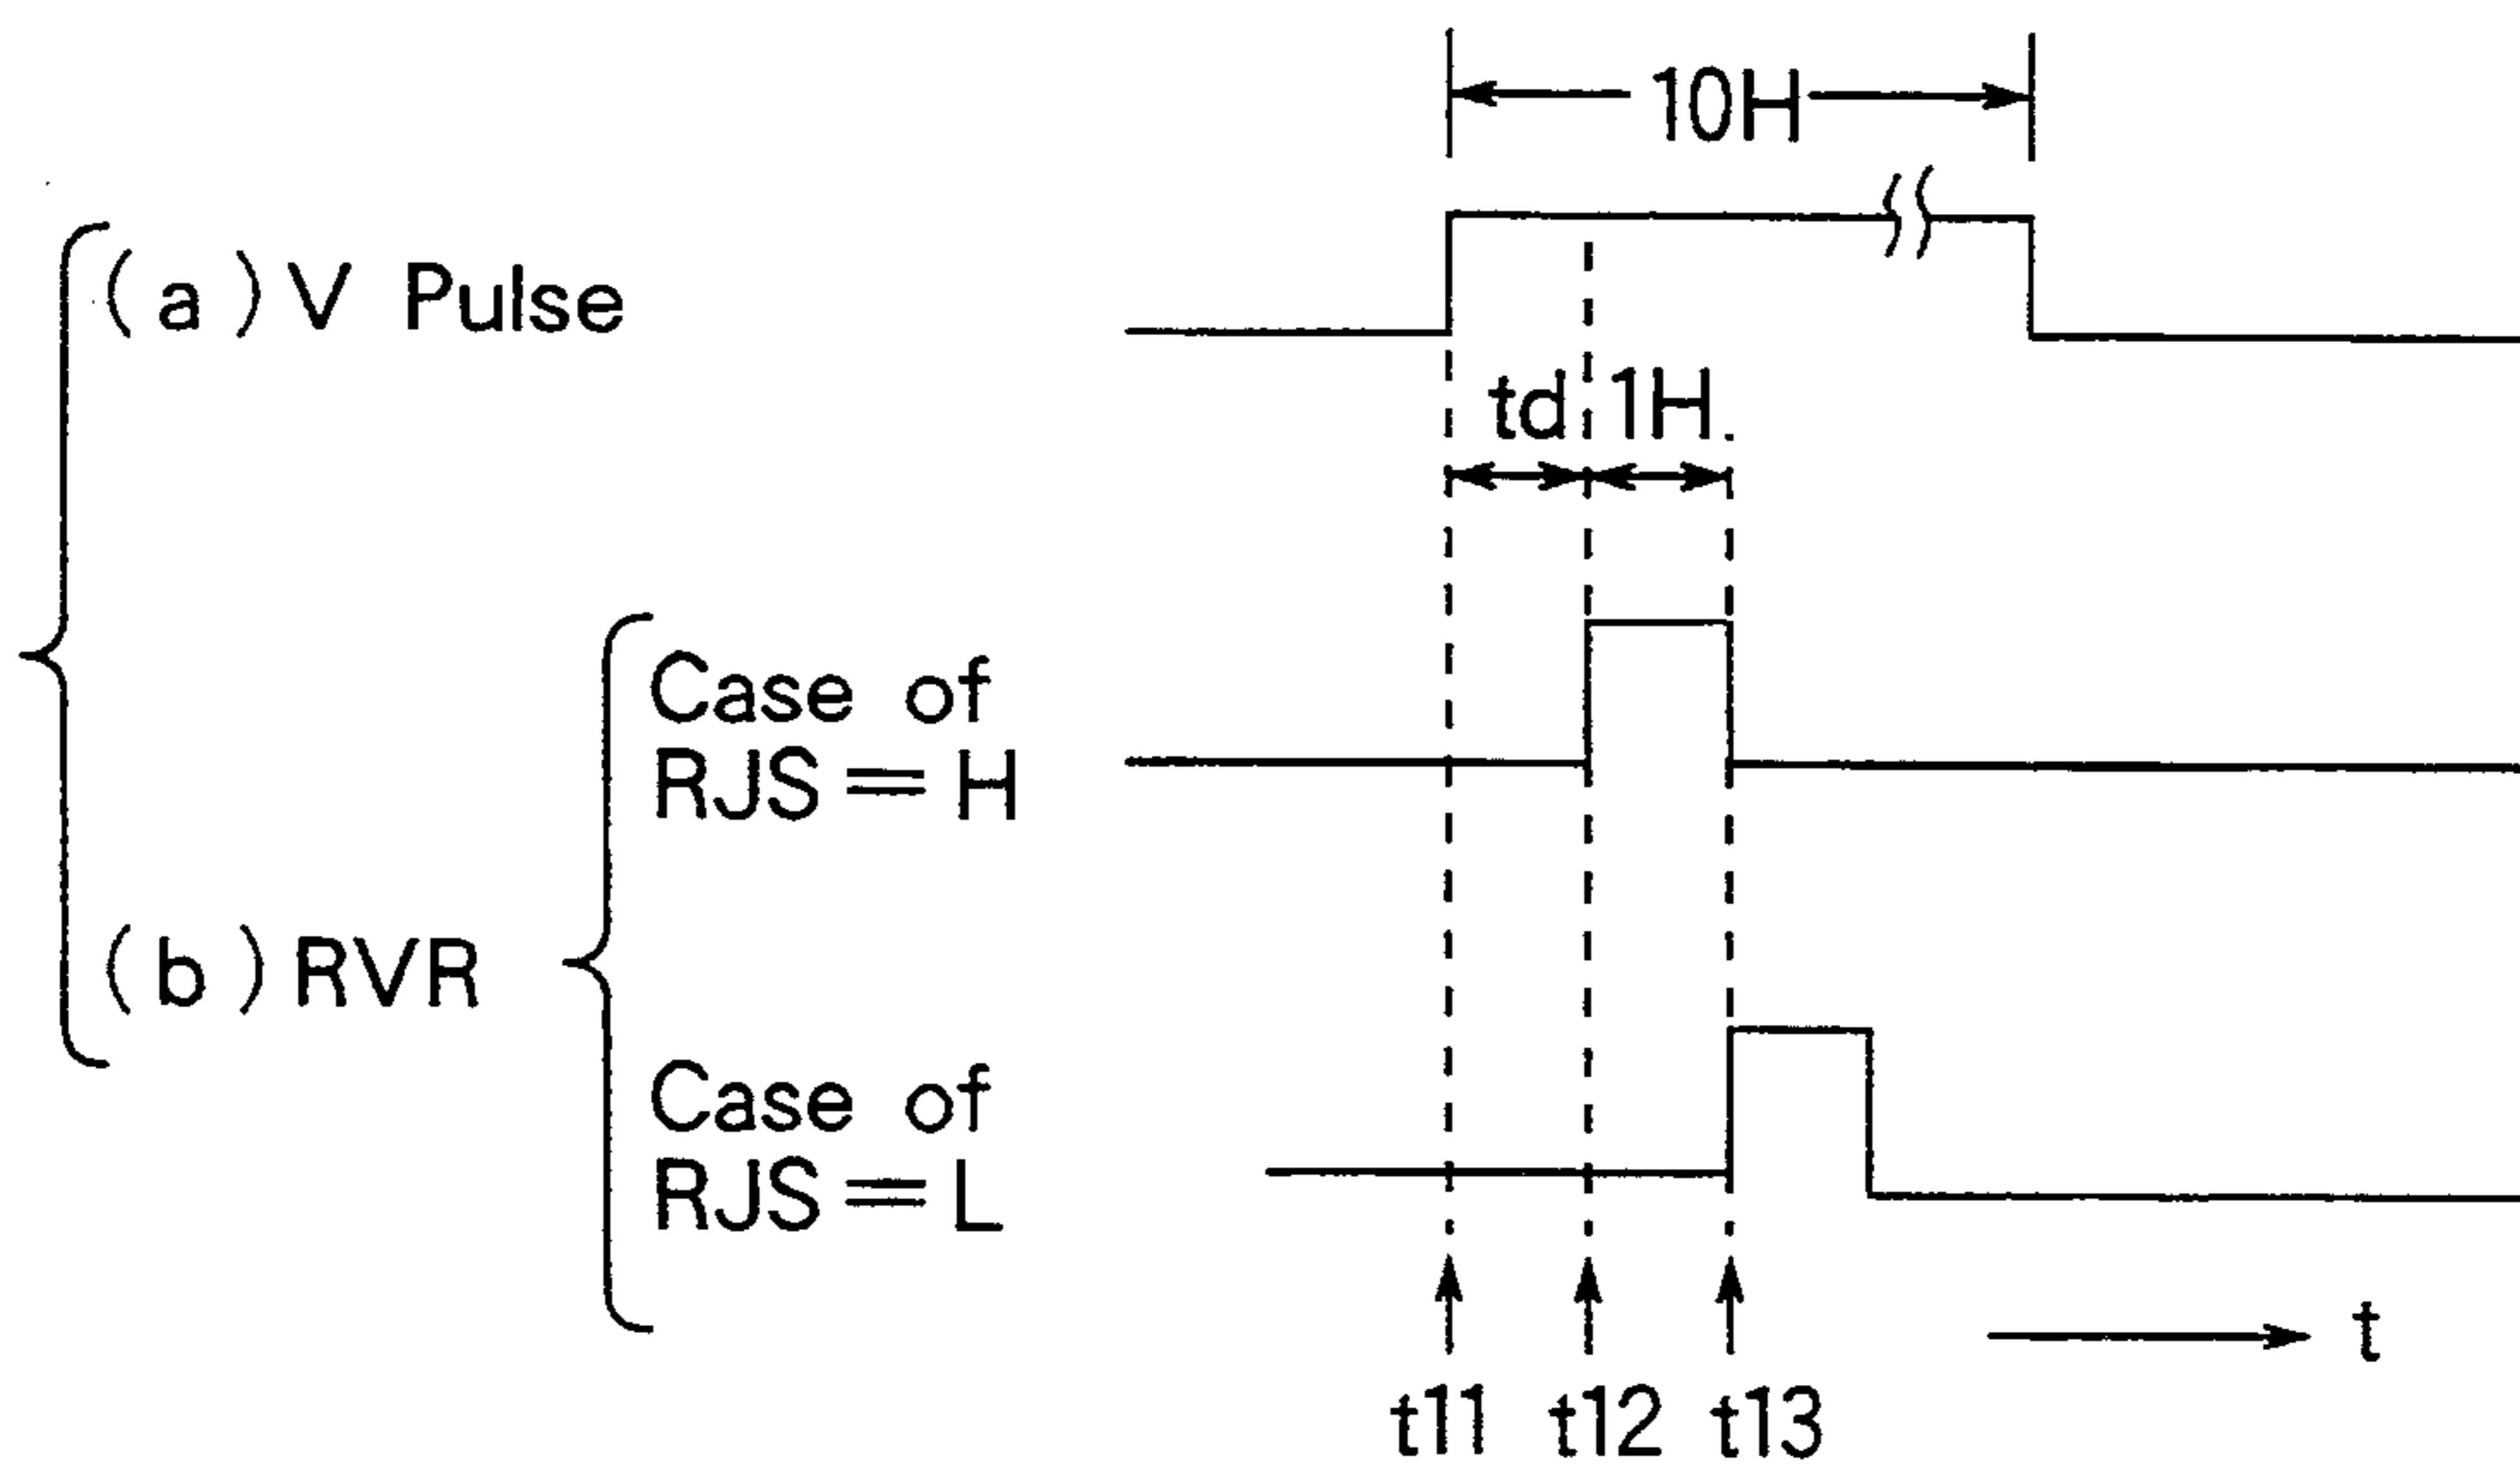 10H
(a) V Pulse
td 1H
Case of
RJS=H
(b) RVR
Case of
RJS=L
t
t11 t12 t13